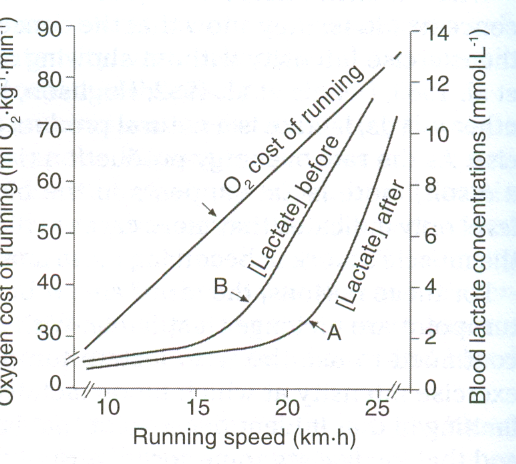 Oxygen cost of running (ml O₂·Kg⁻¹·min⁻¹)
90
80
70
60
50
40
30
0
14
12
10
8
6
4
2
0
Blood lactate concentrations (mmol.L⁻¹)
O₂ cost of running
[Lactate] before
[Lactate] after
B
A
10 15 20 25
Running speed (km·h)